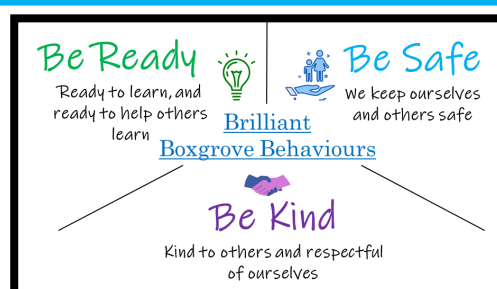 Be Ready
Ready to learn, and
ready to help others
learn
Be Safe
We keep ourselves
and others safe
Brilliant
Boxgrove Behaviours
Be Kind
Kind to others and respectful
of ourselves